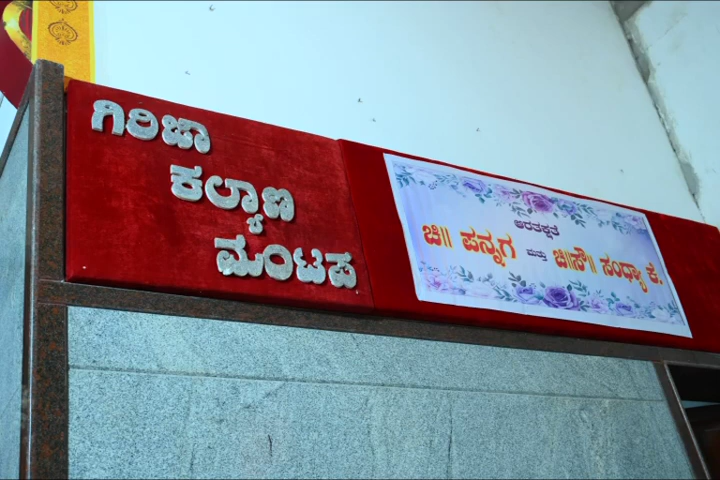 ಗಿರಿಜಾ
ಕಲ್ಯಾಣ
ಮಂಟಪ
ಆರತಕ್ಷತೆ
ಚಿ|| ಪನ್ನಗ ಮತ್ತು ಚಿ||ಸೌ|| ಸಂಧ್ಯಾ ಕೆ.